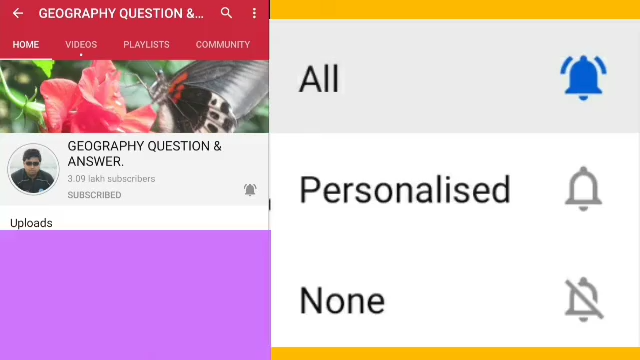 GEOGRAPHY QUESTION &...
HOME VIDEOS PLAYLISTS COMMUNITY
GEOGRAPHY QUESTION &
ANSWER.
3.09 lakh subscribers
SUBSCRIBED
Uploads
All
Personalised
None